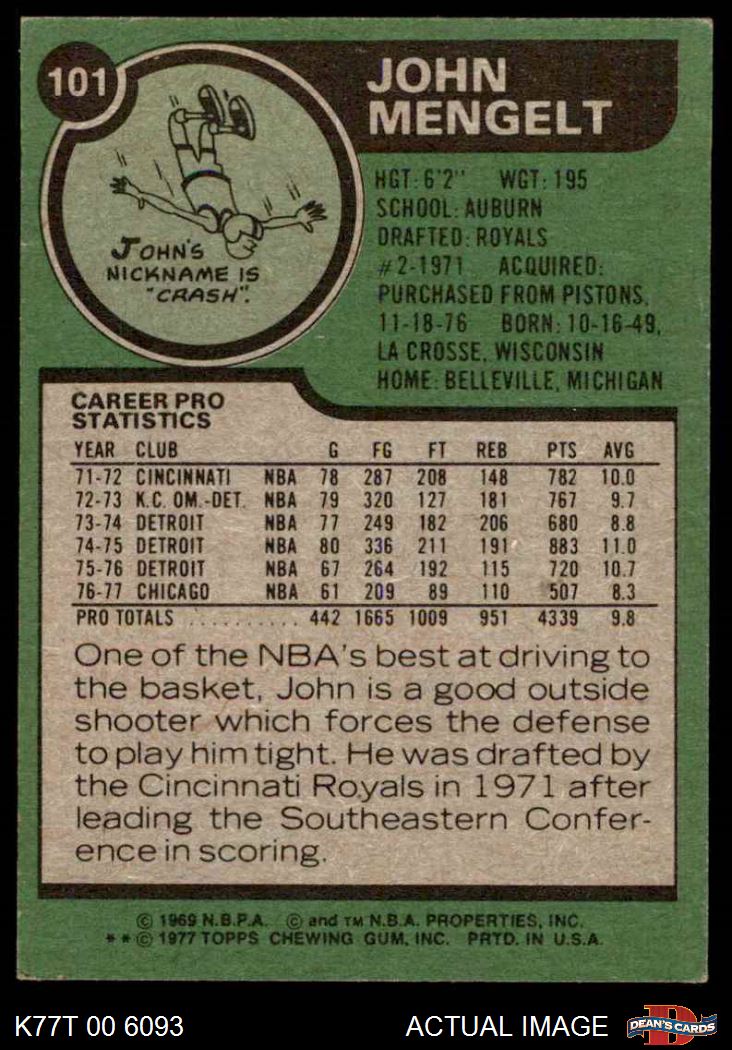 101
JOHN
MENGELT
HGT: 6'2" WGT: 195
SCHOOL: AUBURN
DRAFTED: ROYALS
#2-1971 ACQUIRED:
PURCHASED FROM PISTONS,
11-18-76 BORN: 10-16-49,
LA CROSSE, WISCONSIN
HOME: BELLEVILLE, MICHIGAN
JOHN'S
NICKNAME IS
"CRASH".
CAREER PRO
STATISTICS
YEAR CLUB G FG FT REB PTS AVG
71-72 CINCINNATI NBA 78 287 208 148 782 10.0
72-73 K.C. OM.-DET. NBA 79 320 127 181 767 9.7
73-74 DETROIT NBA 77 249 182 206 680 8.8
74-75 DETROIT NBA 80 336 211 191 883 11.0
75-76 DETROIT NBA 67 264 192 115 720 10.7
76-77 CHICAGO NBA 61 209 89 110 507 8.3
PRO TOTALS .......... 442 1665 1009 951 4339 9.8
One of the NBA's best at driving to
the basket, John is a good outside
shooter which forces the defense
to play him tight. He was drafted by
the Cincinnati Royals in 1971 after
leading the Southeastern Confer-
ence in scoring.
© 1969 N.B.P.A. © and TM N.B.A. PROPERTIES, INC.
* * © 1977 TOPPS CHEWING GUM, INC. PRTD. IN U.S.A.
K77T 00 6093 ACTUAL IMAGE D DEAN'S CARDS